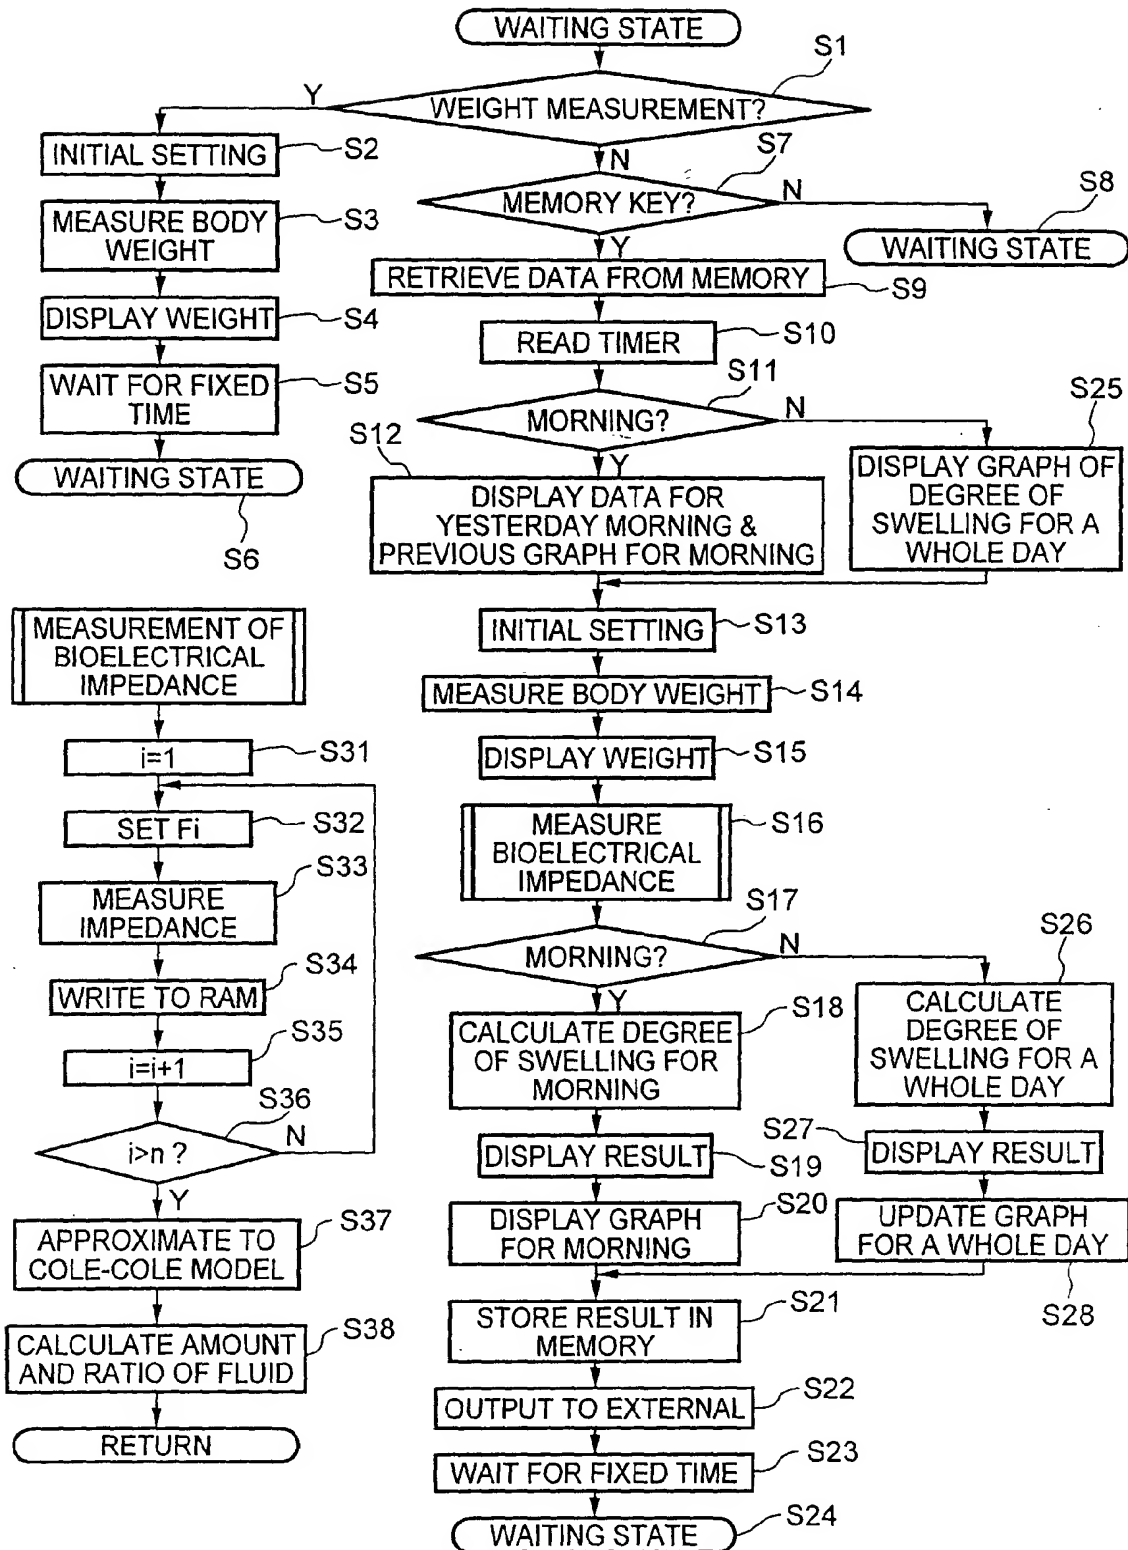 WAITING STATE
S1
Y
WEIGHT MEASUREMENT?
INITIAL SETTING
S2
N
S7
MEASURE BODY
WEIGHT
S3
MEMORY KEY?
N
S8
WAITING STATE
Y
DISPLAY WEIGHT
S4
RETRIEVE DATA FROM MEMORY
S9
READ TIMER
S10
WAIT FOR FIXED
TIME
S5
S11
MORNING?
N
S25
WAITING STATE
S6
S12
Y
DISPLAY DATA FOR
YESTERDAY MORNING &
PREVIOUS GRAPH FOR MORNING
DISPLAY GRAPH OF
DEGREE OF
SWELLING FOR A
WHOLE DAY
INITIAL SETTING
S13
MEASURE BODY WEIGHT
S14
DISPLAY WEIGHT
S15
MEASURE
BIOELECTRICAL
IMPEDANCE
S16
S17
MORNING?
N
S26
Y
CALCULATE DEGREE
OF SWELLING FOR
MORNING
S18
CALCULATE
DEGREE OF
SWELLING FOR A
WHOLE DAY
DISPLAY RESULT
S19
S27
DISPLAY RESULT
DISPLAY GRAPH
FOR MORNING
S20
UPDATE GRAPH
FOR A WHOLE DAY
S28
STORE RESULT IN
MEMORY
S21
OUTPUT TO EXTERNAL
S22
WAIT FOR FIXED TIME
S23
WAITING STATE
S24
MEASUREMENT OF
BIOELECTRICAL
IMPEDANCE
i=1
S31
SET Fi
S32
S33
MEASURE
IMPEDANCE
S34
WRITE TO RAM
S35
i=i+1
S36
i>n ?
N
Y
APPROXIMATE TO
COLE-COLE MODEL
S37
CALCULATE AMOUNT
AND RATIO OF FLUID
S38
RETURN